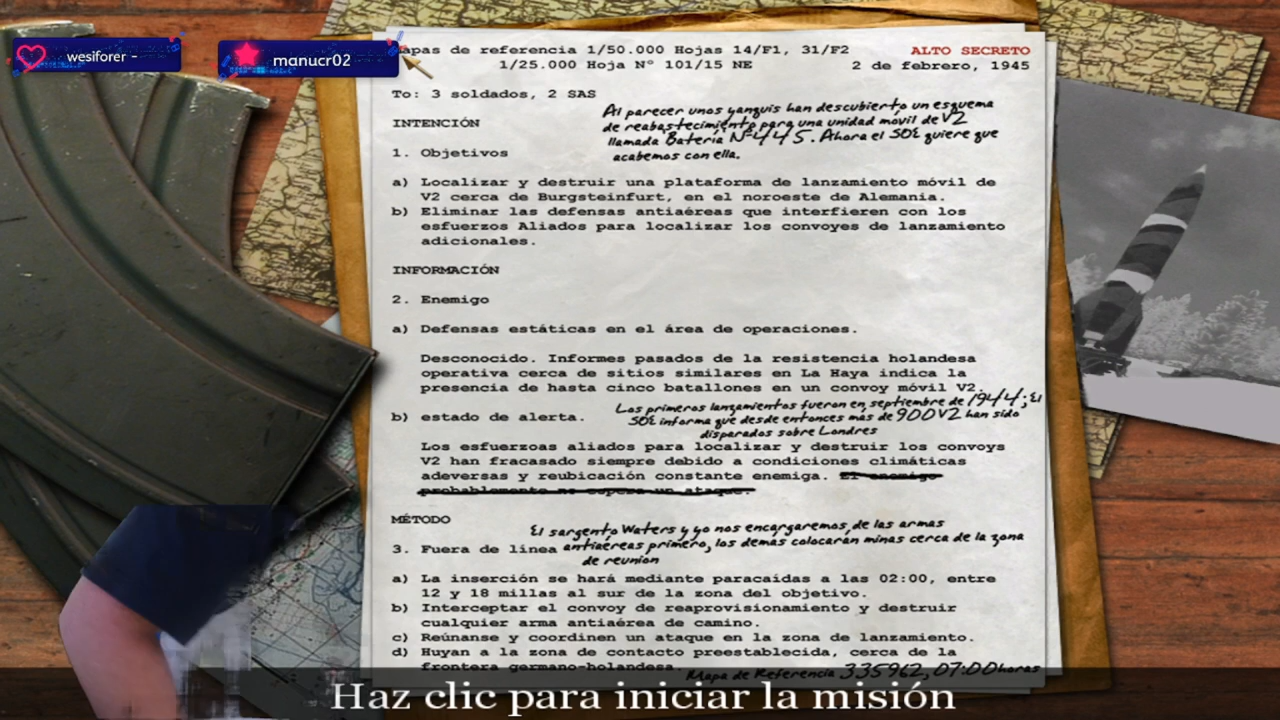 wesiferer -
manucr02
apas de referencia 1/50.000 Hojas 14/F1, 31/F2
ALTO SECRETO
1/25.000 Hoja Nº 101/15 NE
2 de febrero, 1945
To: 3 soldados, 2 SAS
Al parecer unos yanquis han descubierto un esquema
de reabastecimiento para una unidad móvil de V2
llamada Batería Nº445. Ahora el SOE quiere que
acabemos con ella.
INTENCIÓN
1. Objetivos
a) Localizar y destruir una plataforma de lanzamiento móvil de
V2 cerca de Burgsteinfurt, en el noroeste de Alemania.
b) Eliminar las defensas antiaéreas que interfieren con los
esfuerzos Aliados para localizar los convoyes de lanzamiento
adicionales.
INFORMACIÓN
2. Enemigo
a) Defensas estáticas en el área de operaciones.
Desconocido. Informes pasados de la resistencia holandesa
operativa cerca de sitios similares en La Haya indica la
presencia de hasta cinco batallones en un convoy móvil V2.
Los primeros lanzamientos fueron en septiembre de 1944; El
SOE informa que desde entonces más de 900 V2 han sido
disparados sobre Londres
b) estado de alerta.
Los esfuerzoas aliados para localizar y destruir los convoys
V2 han fracasado siempre debido a condiciones climáticas
adeversas y reubicación constante enemiga. El enemigo
probablemente no espera un ataque.
MÉTODO
El sargento Waters y yo nos encargaremos, de las armas
antiaéreas primero, los demas colocaran minas cerca de la zona
de reunion
3. Fuera de línea
a) La inserción se hará mediante paracaídas a las 02:00, entre
12 y 18 millas al sur de la zona del objetivo.
b) Interceptar el convoy de reaprovisionamiento y destruir
cualquier arma antiaérea de camino.
c) Reúnanse y coordinen un ataque en la zona de lanzamiento.
d) Huyan a la zona de contacto preestablecida, cerca de la
frontera germano-holandesa.
Mapa de Referencia 335962, 07:00 horas
Haz clic para iniciar la misión